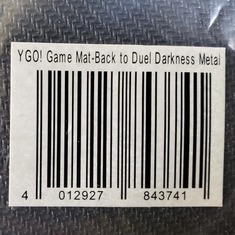 YGO! Game Mat-Back to Duel Darkness Metal
4 012927 843741